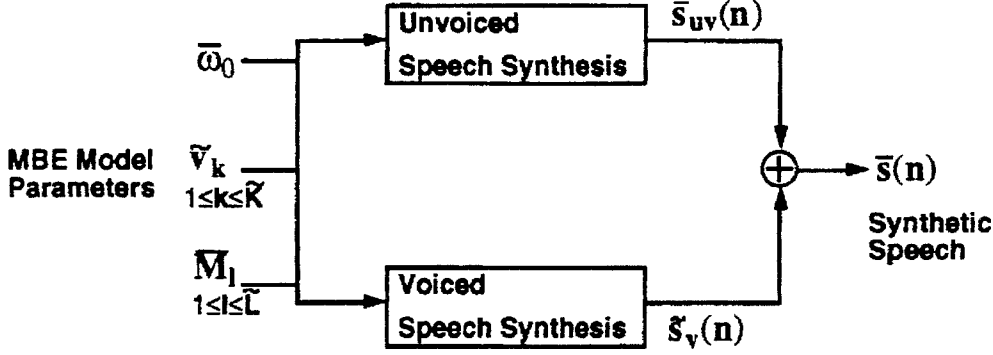 Unvoiced
Speech Synthesis
s̄uv(n)
ω̄0
MBE Model
Parameters
ṽk
1≤k≤K̃
+
s̄(n)
Synthetic
Speech
M̄l
1≤l≤L̃
Voiced
Speech Synthesis
s̃v(n)